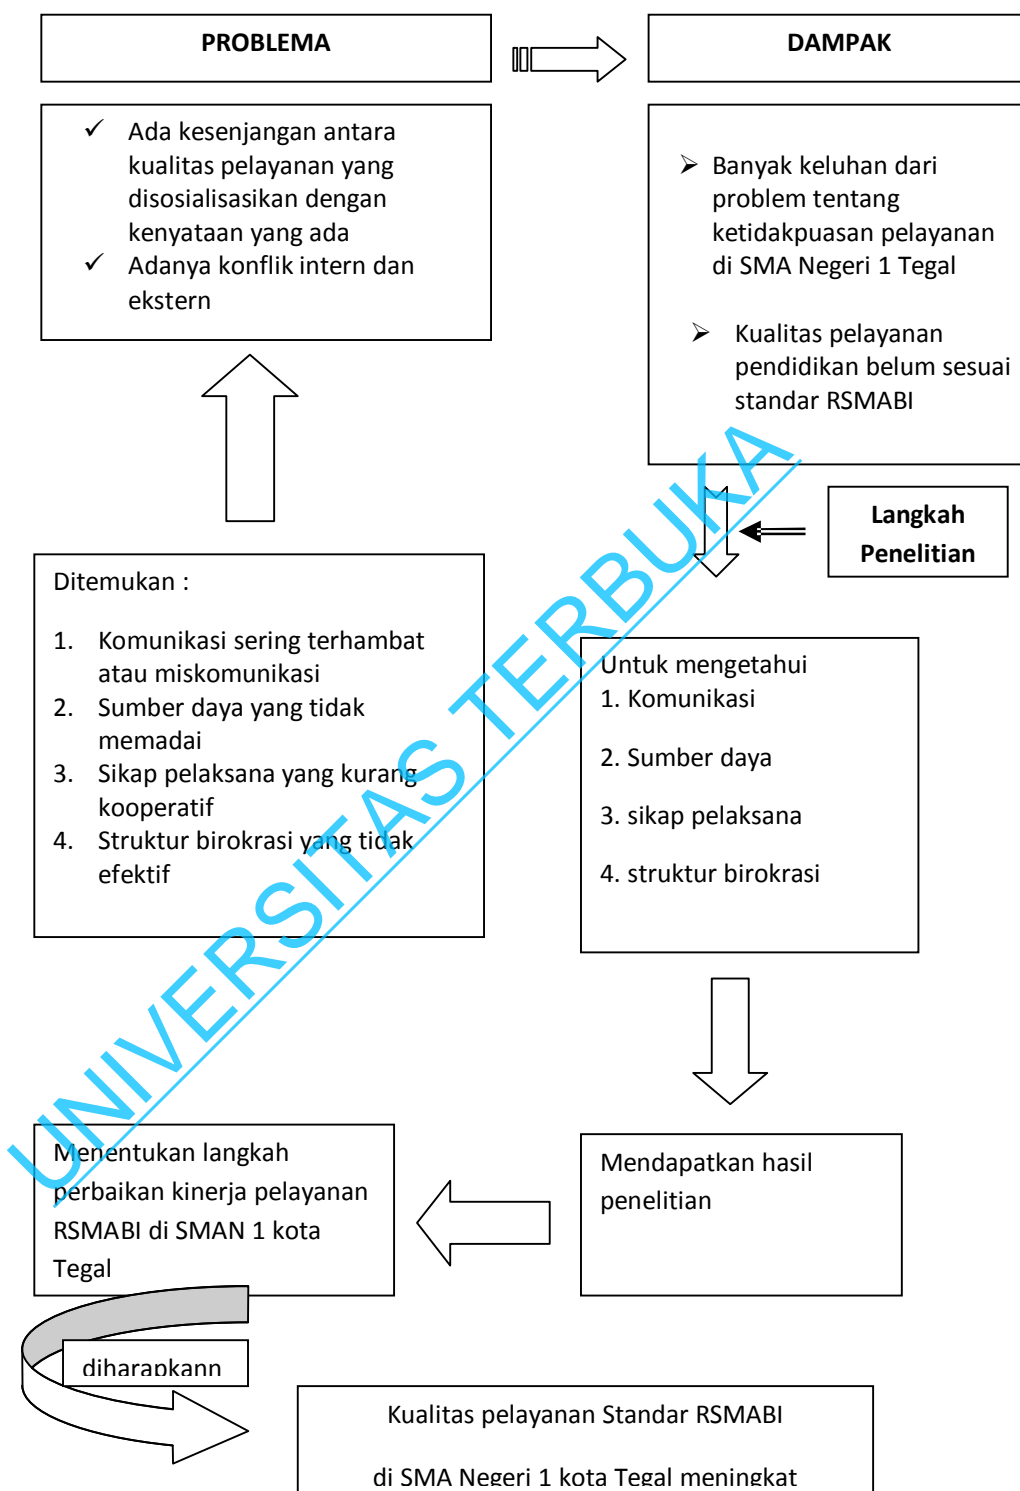 PROBLEMA
DAMPAK
✓ Ada kesenjangan antara
kualitas pelayanan yang
disosialisasikan dengan
kenyataan yang ada
✓ Adanya konflik intern dan
ekstern
➢ Banyak keluhan dari
problem tentang
ketidakpuasan pelayanan
di SMA Negeri 1 Tegal
➢ Kualitas pelayanan
pendidikan belum sesuai
standar RSMABI
Langkah
Penelitian
Ditemukan :
1. Komunikasi sering terhambat
atau miskomunikasi
2. Sumber daya yang tidak
memadai
3. Sikap pelaksana yang kurang
kooperatif
4. Struktur birokrasi yang tidak
efektif
Untuk mengetahui
1. Komunikasi
2. Sumber daya
3. sikap pelaksana
4. struktur birokrasi
Menentukan langkah
perbaikan kinerja pelayanan
RSMABI di SMAN 1 kota
Tegal
Mendapatkan hasil
penelitian
diharapkann
Kualitas pelayanan Standar RSMABI
di SMA Negeri 1 kota Tegal meningkat
UNIVERSITAS TERBUKA